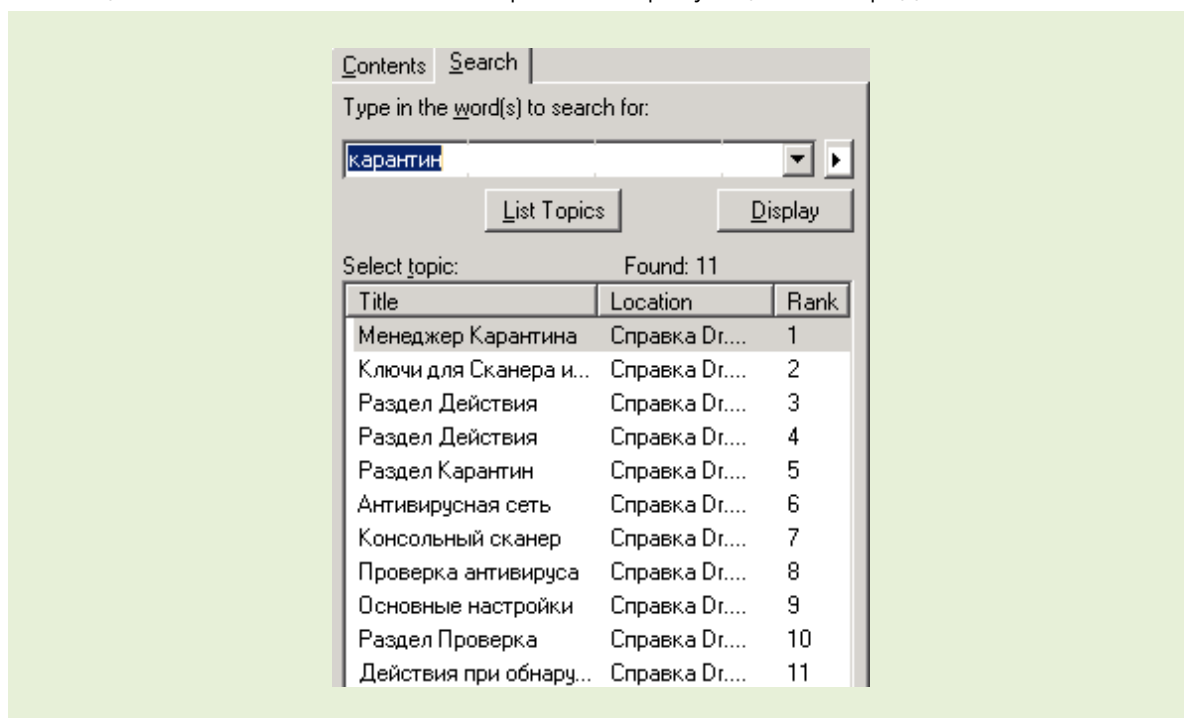 Contents Search
Type in the word(s) to search for:
карантин
List Topics Display
Select topic: Found: 11
Title Location Rank
Менеджер Карантина Справка Dr.... 1
Ключи для Сканера и... Справка Dr.... 2
Раздел Действия Справка Dr.... 3
Раздел Действия Справка Dr.... 4
Раздел Карантин Справка Dr.... 5
Антивирусная сеть Справка Dr.... 6
Консольный сканер Справка Dr.... 7
Проверка антивируса Справка Dr.... 8
Основные настройки Справка Dr.... 9
Раздел Проверка Справка Dr.... 10
Действия при обнару... Справка Dr.... 11